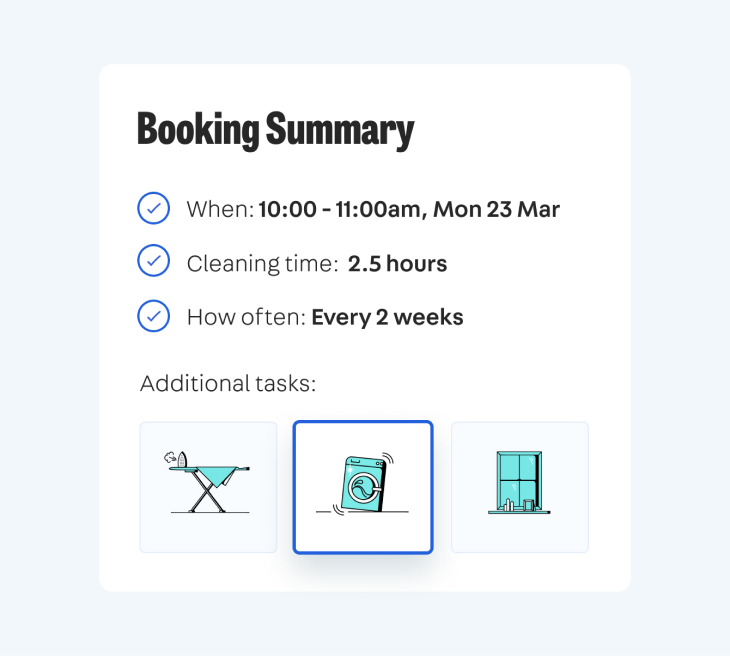 Booking Summary
When: 10:00 - 11:00am, Mon 23 Mar
Cleaning time: 2.5 hours
How often: Every 2 weeks
Additional tasks: